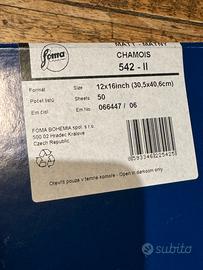 foma
MATT - MATNÝ
CHAMOIS
542 - II
Formát Size 12x16inch (30,5x40,6cm)
Počet listů Sheets 50
Em číslo Em No 066447 / 06
FOMA BOHEMIA spol. s r.o.
500 02 Hradec Králové
Czech Republic
Otevřít pouze v temné komoře - Open in darkroom only
subito